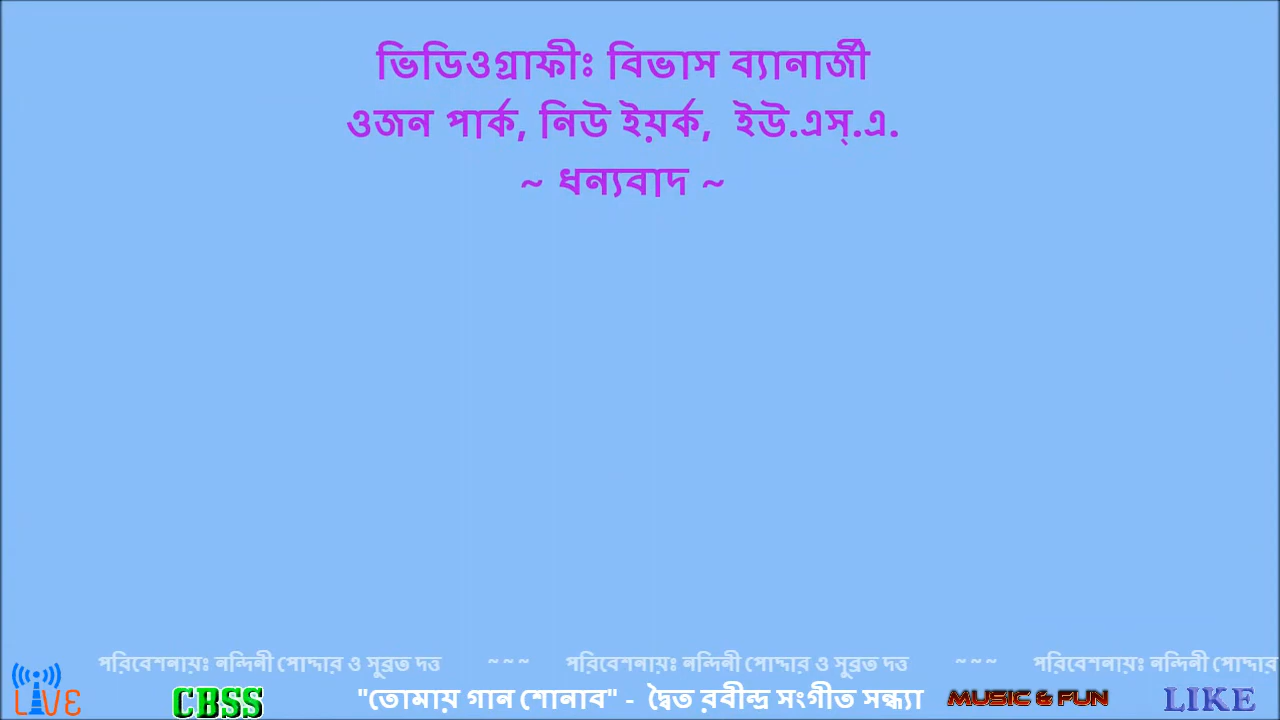 ভিডিওগ্রাফীঃ বিভাস ব্যানার্জী
ওজন পার্ক, নিউ ইয়র্ক, ইউ.এস্.এ.
~ ধন্যবাদ ~
পরিবেশনায়ঃ নন্দিনী পোদ্দার ও সুব্রত দত্ত ~ ~ ~ পরিবেশনায়ঃ নন্দিনী পোদ্দার ও সুব্রত দত্ত ~ ~ ~ পরিবেশনায়ঃ নন্দিনী পোদ্দার
LIVE CBSS "তোমায় গান শোনাব" - দ্বৈত রবীন্দ্র সংগীত সন্ধ্যা MUSIC & FUN LIKE